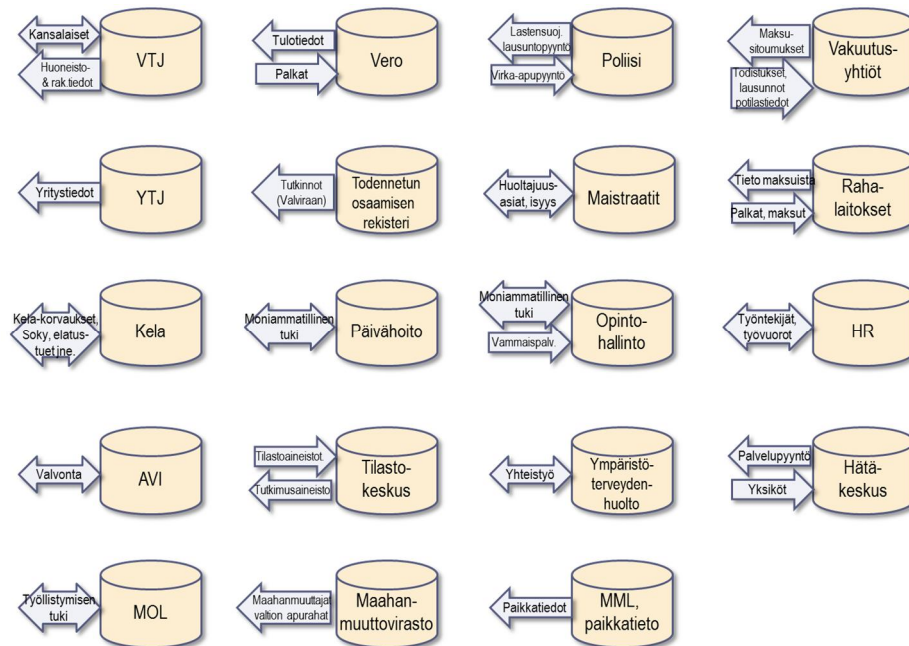 Kansalaiset
Huoneisto-
& rak.tiedot
VTJ
Tulotiedot
Palkat
Vero
Lastensuoj.
lausuntopyyntö
Virka-apupyyntö
Poliisi
Maksu-
sitoumukset
Todistukset,
lausunnot
potilastiedot
Vakuutus-
yhtiöt
Yritystiedot
YTJ
Tutkinnot
(Valviraan)
Todennetun
osaamisen
rekisteri
Huoltajuus-
asiat, isyys
Maistraatit
Tieto maksuista
Palkat, maksut
Raha-
laitokset
Kela-korvaukset,
Soky, elatus-
tuet jne.
Kela
Moniammatillinen
tuki
Päivähoito
Moniammatillinen
tuki
Vammaispalv.
Opinto-
hallinto
Työntekijät,
työvuorot
HR
Valvonta
AVI
Tilastoaineistot.
Tutkimusaineisto
Tilasto-
keskus
Yhteistyö
Ympäristö-
terveyden-
huolto
Palvelupyyntö
Yksiköt
Hätä-
keskus
Työllistymisen
tuki
MOL
Maahanmuuttajat
valtion apurahat
Maahan-
muuttovirasto
Paikkatiedot
MML,
paikkatieto